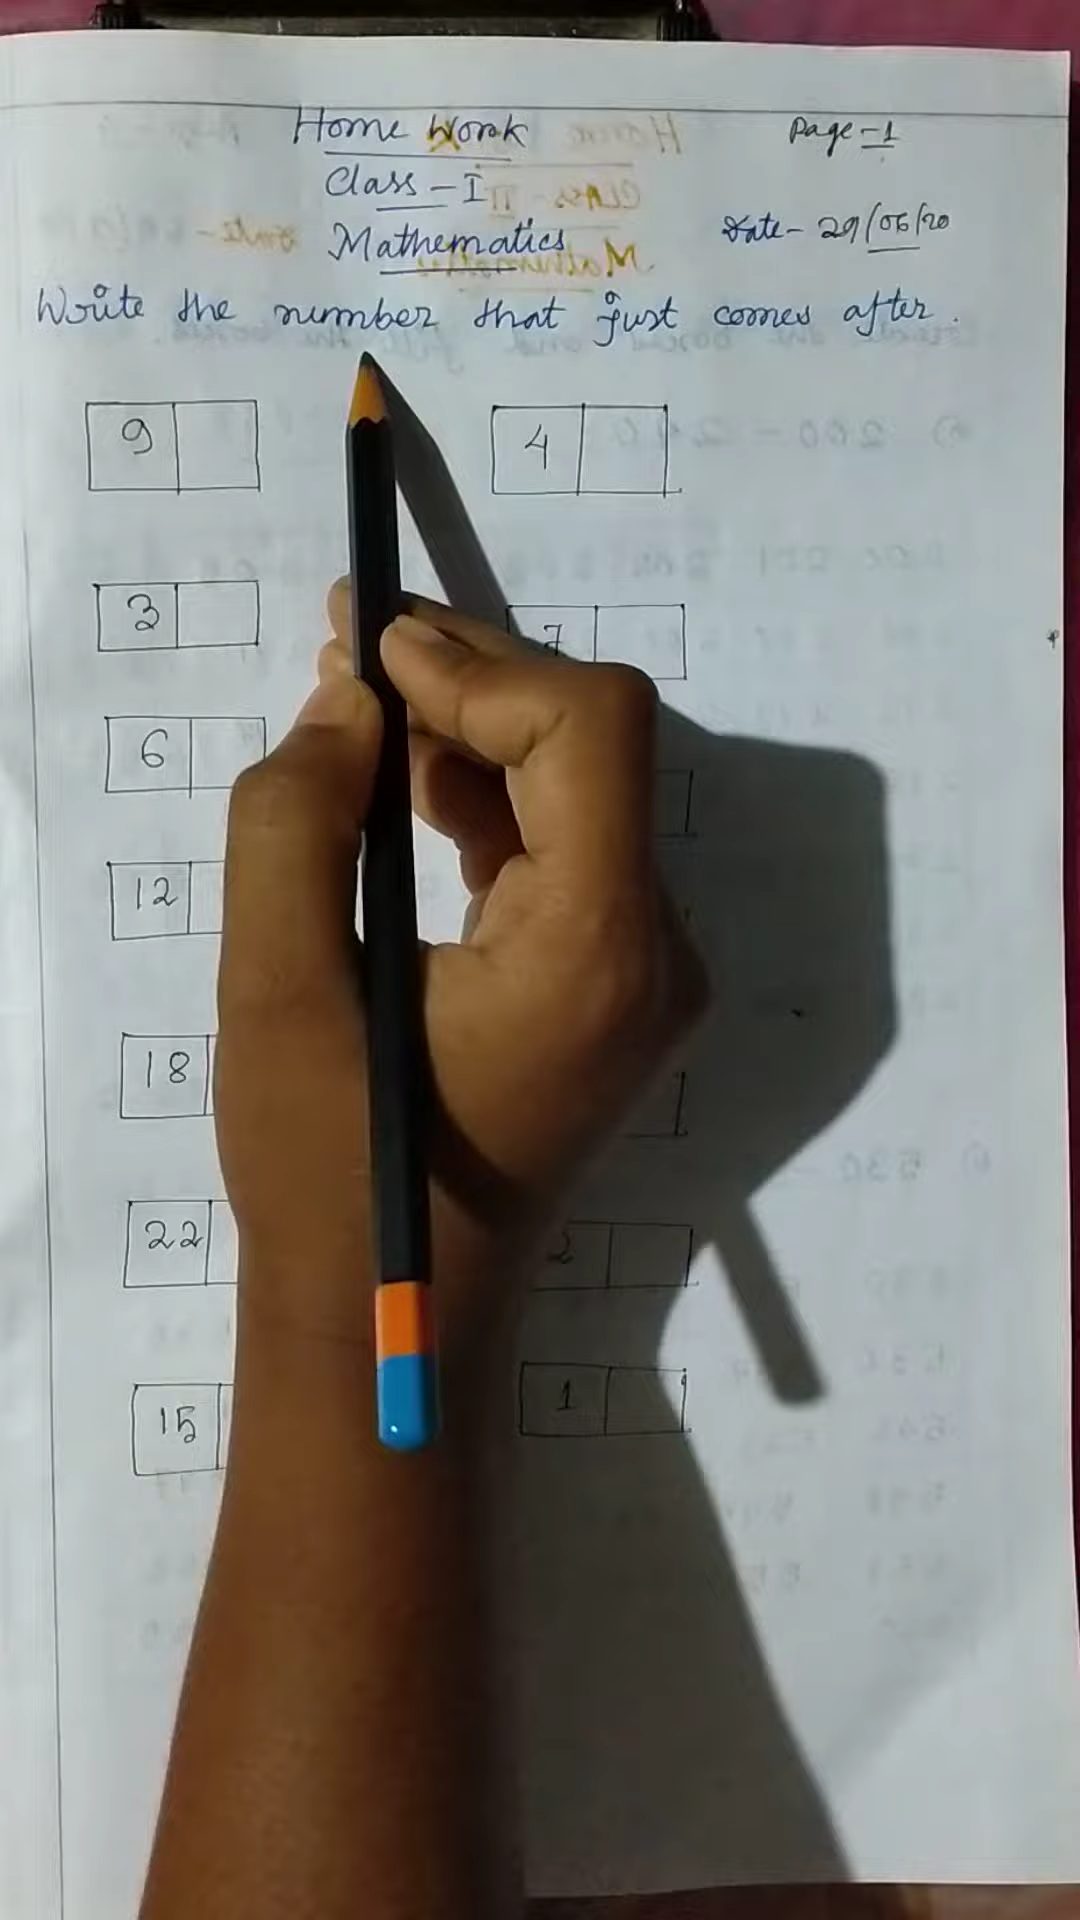 Home Work
Page-1
Class-I
Mathematics
Date- 29/06/20
Write the number that just comes after.
9
4
3
7
6
12
18
22
2
15
1